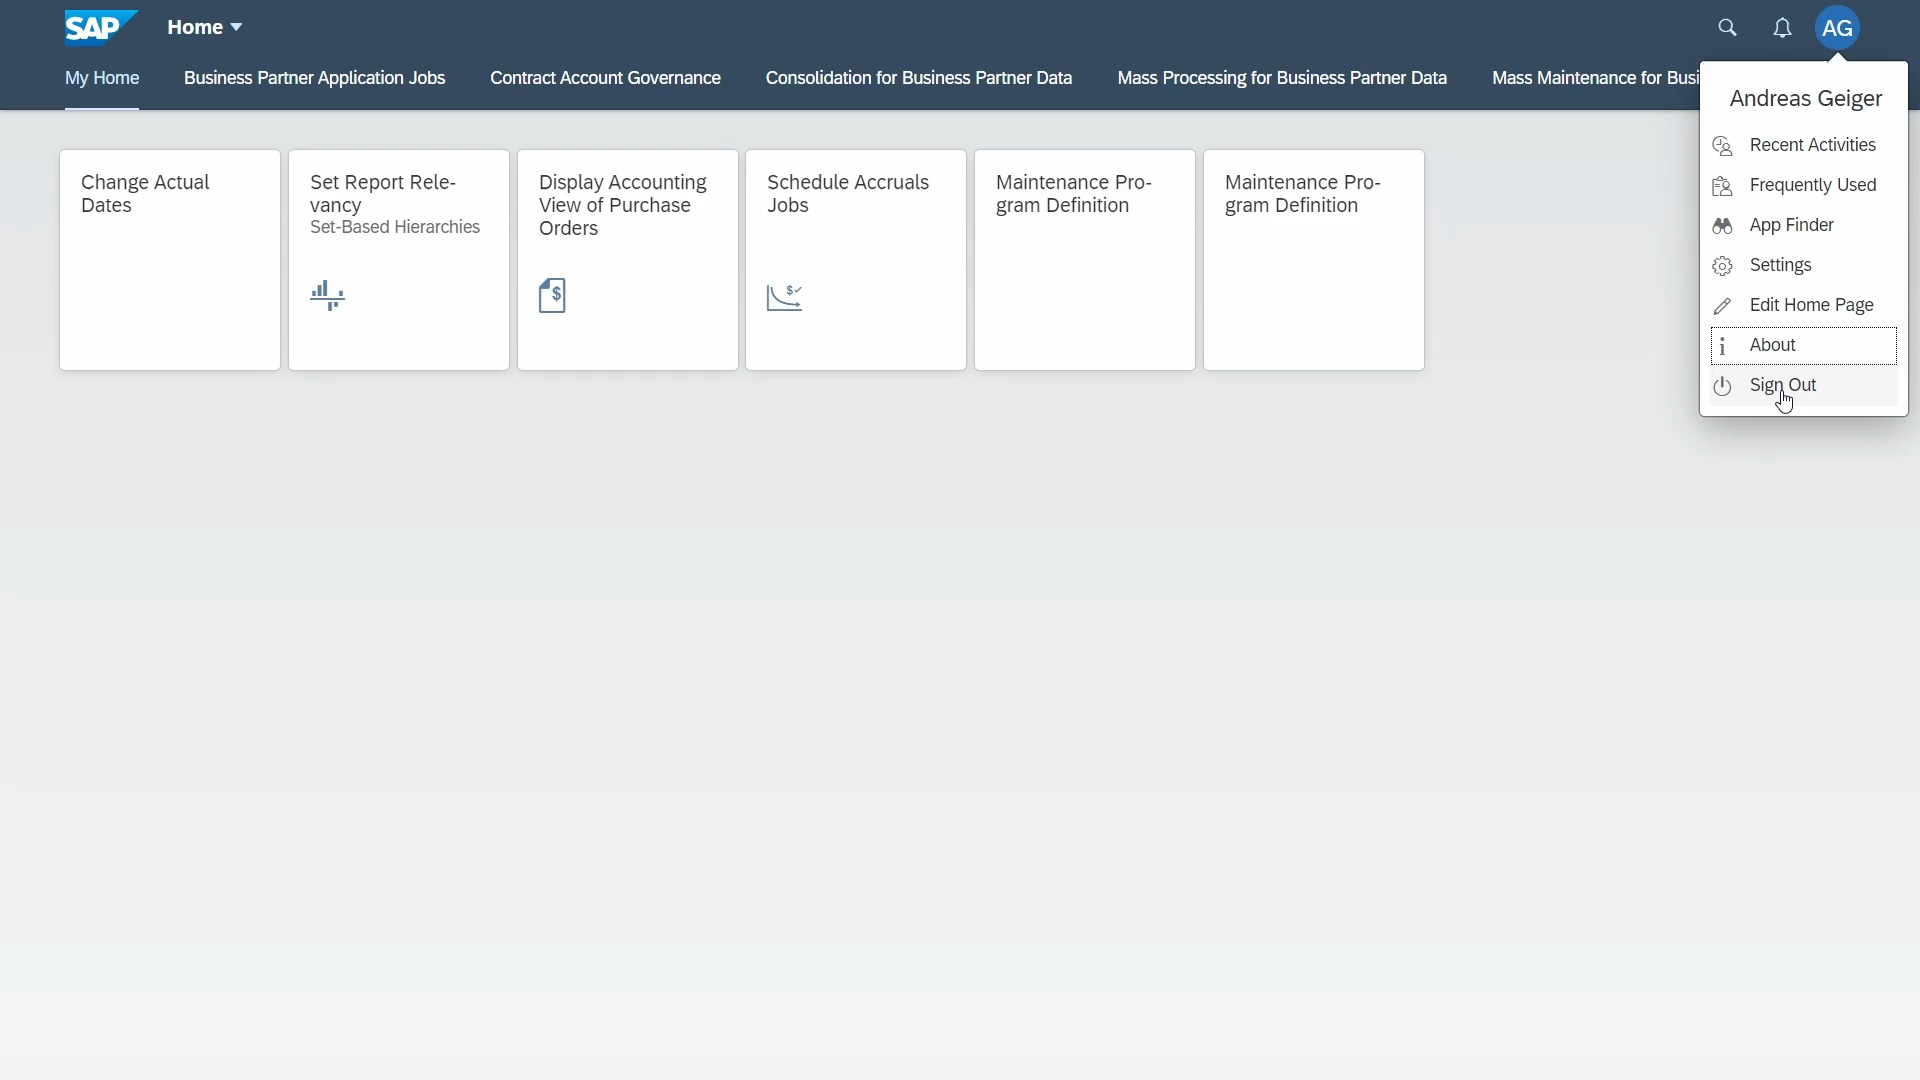 SAP
Home
AG
My Home
Business Partner Application Jobs
Contract Account Governance
Consolidation for Business Partner Data
Mass Processing for Business Partner Data
Mass Maintenance for Busi
Andreas Geiger
Recent Activities
Frequently Used
App Finder
Settings
Edit Home Page
About
Sign Out
Change Actual
Dates
Set Report Rele-
vancy
Set-Based Hierarchies
Display Accounting
View of Purchase
Orders
Schedule Accruals
Jobs
Maintenance Pro-
gram Definition
Maintenance Pro-
gram Definition